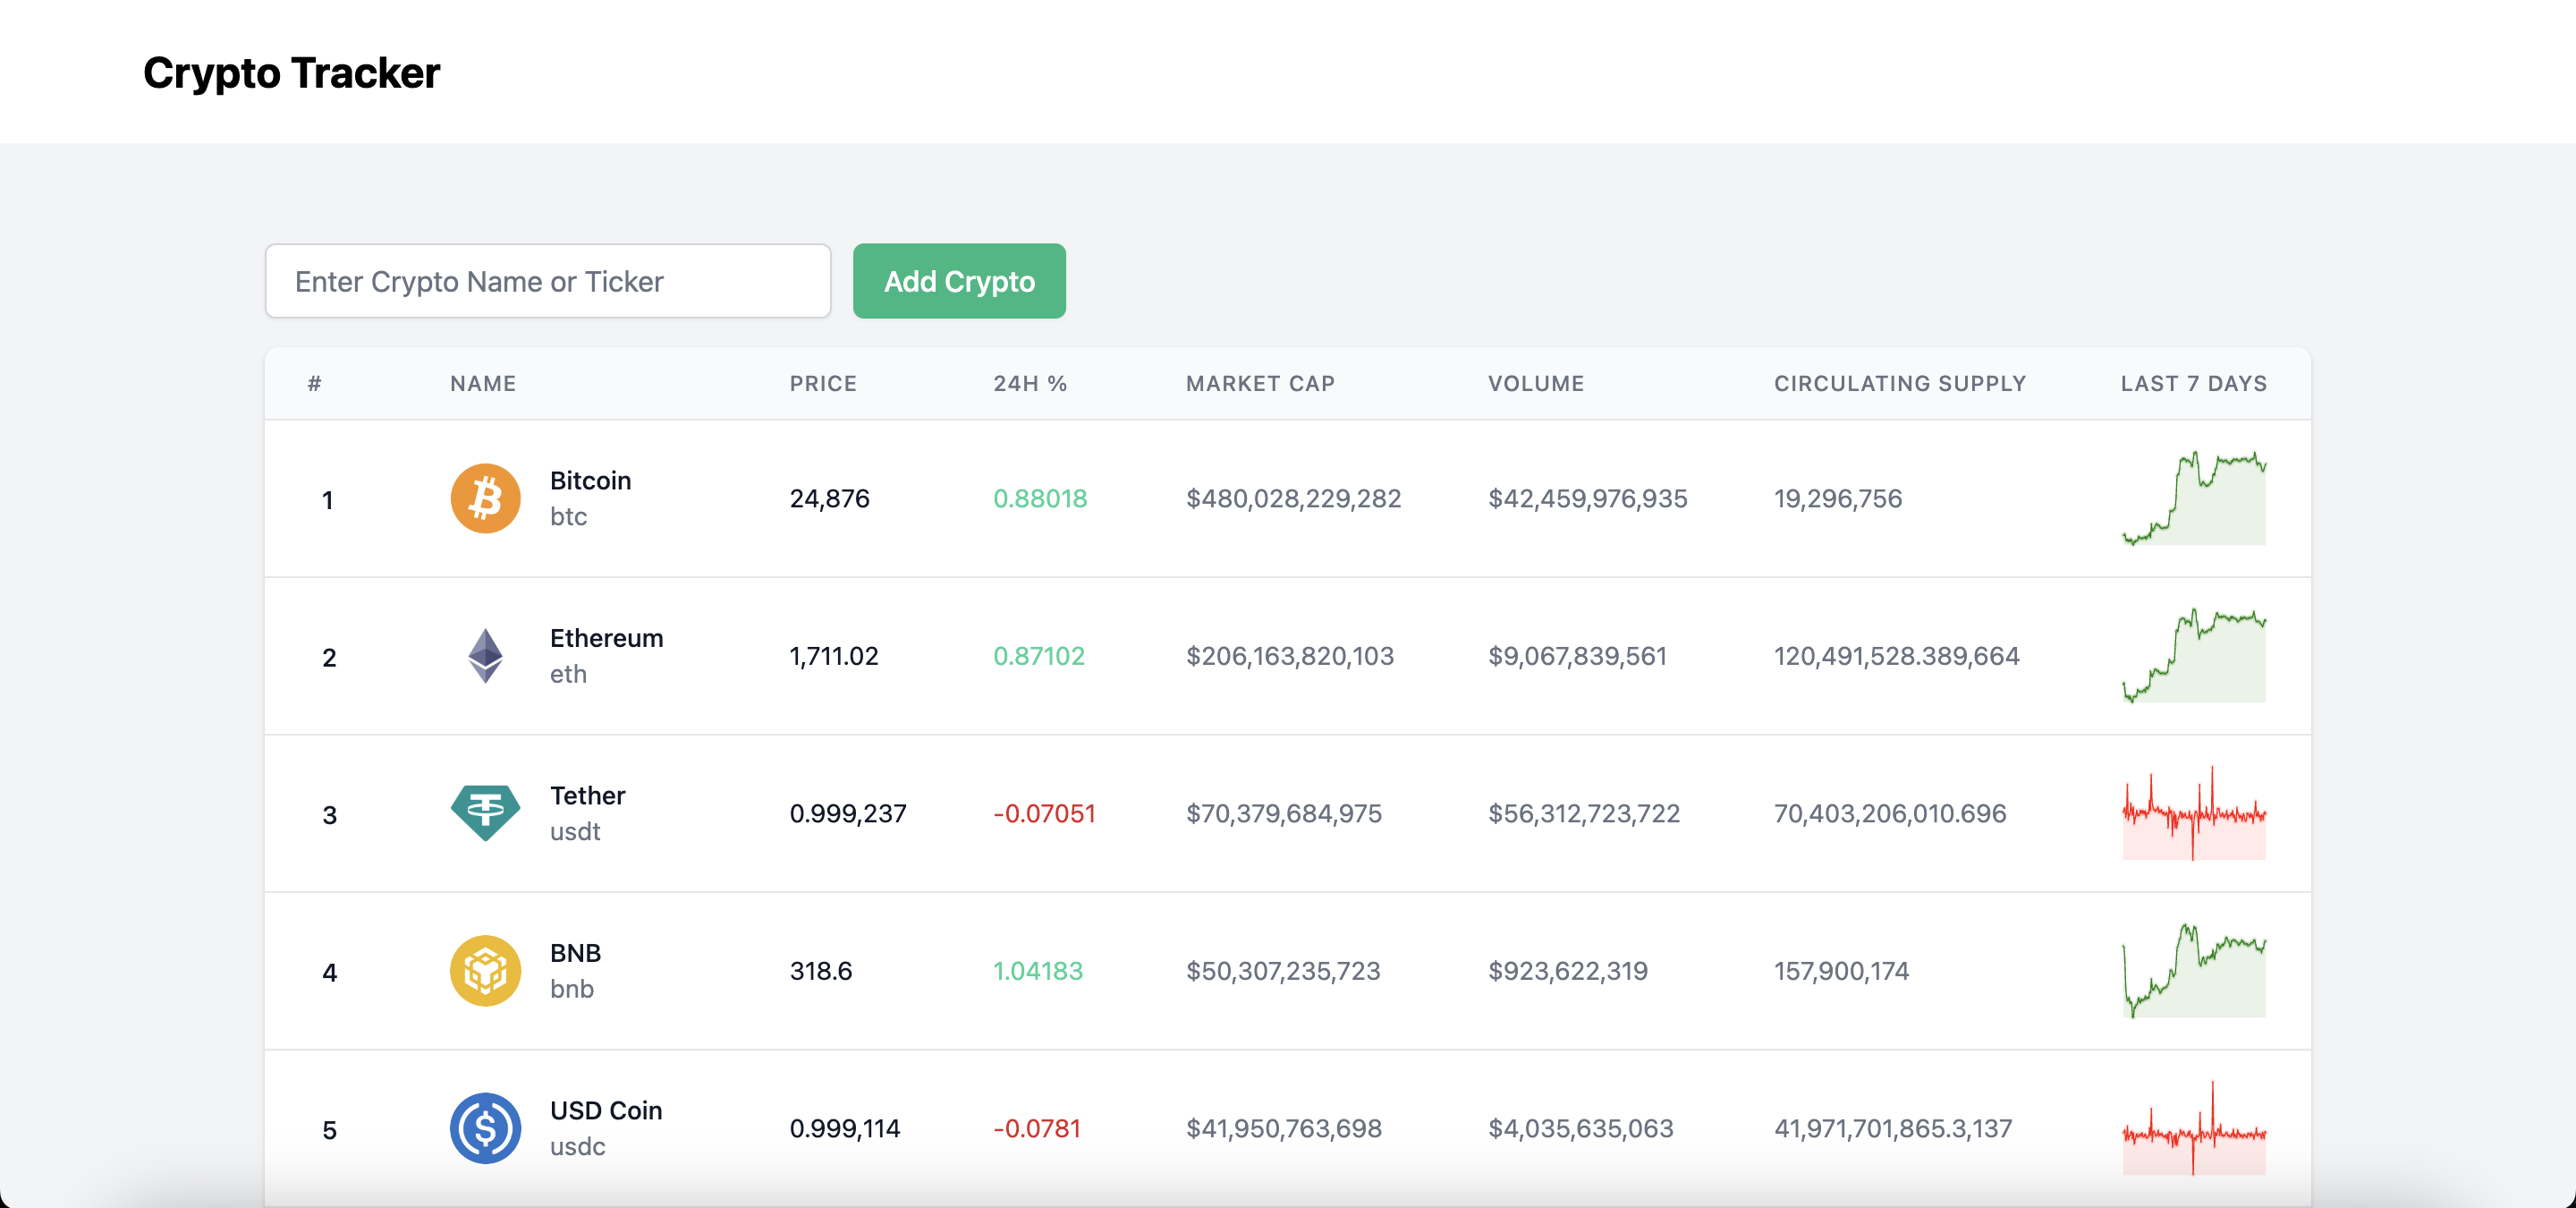 Crypto Tracker
Enter Crypto Name or Ticker Add Crypto
# NAME PRICE 24H % MARKET CAP VOLUME CIRCULATING SUPPLY LAST 7 DAYS
1 Bitcoin btc 24,876 0.88018 $480,028,229,282 $42,459,976,935 19,296,756
2 Ethereum eth 1,711.02 0.87102 $206,163,820,103 $9,067,839,561 120,491,528.389,664
3 Tether usdt 0.999,237 -0.07051 $70,379,684,975 $56,312,723,722 70,403,206,010.696
4 BNB bnb 318.6 1.04183 $50,307,235,723 $923,622,319 157,900,174
5 USD Coin usdc 0.999,114 -0.0781 $41,950,763,698 $4,035,635,063 41,971,701,865.3,137